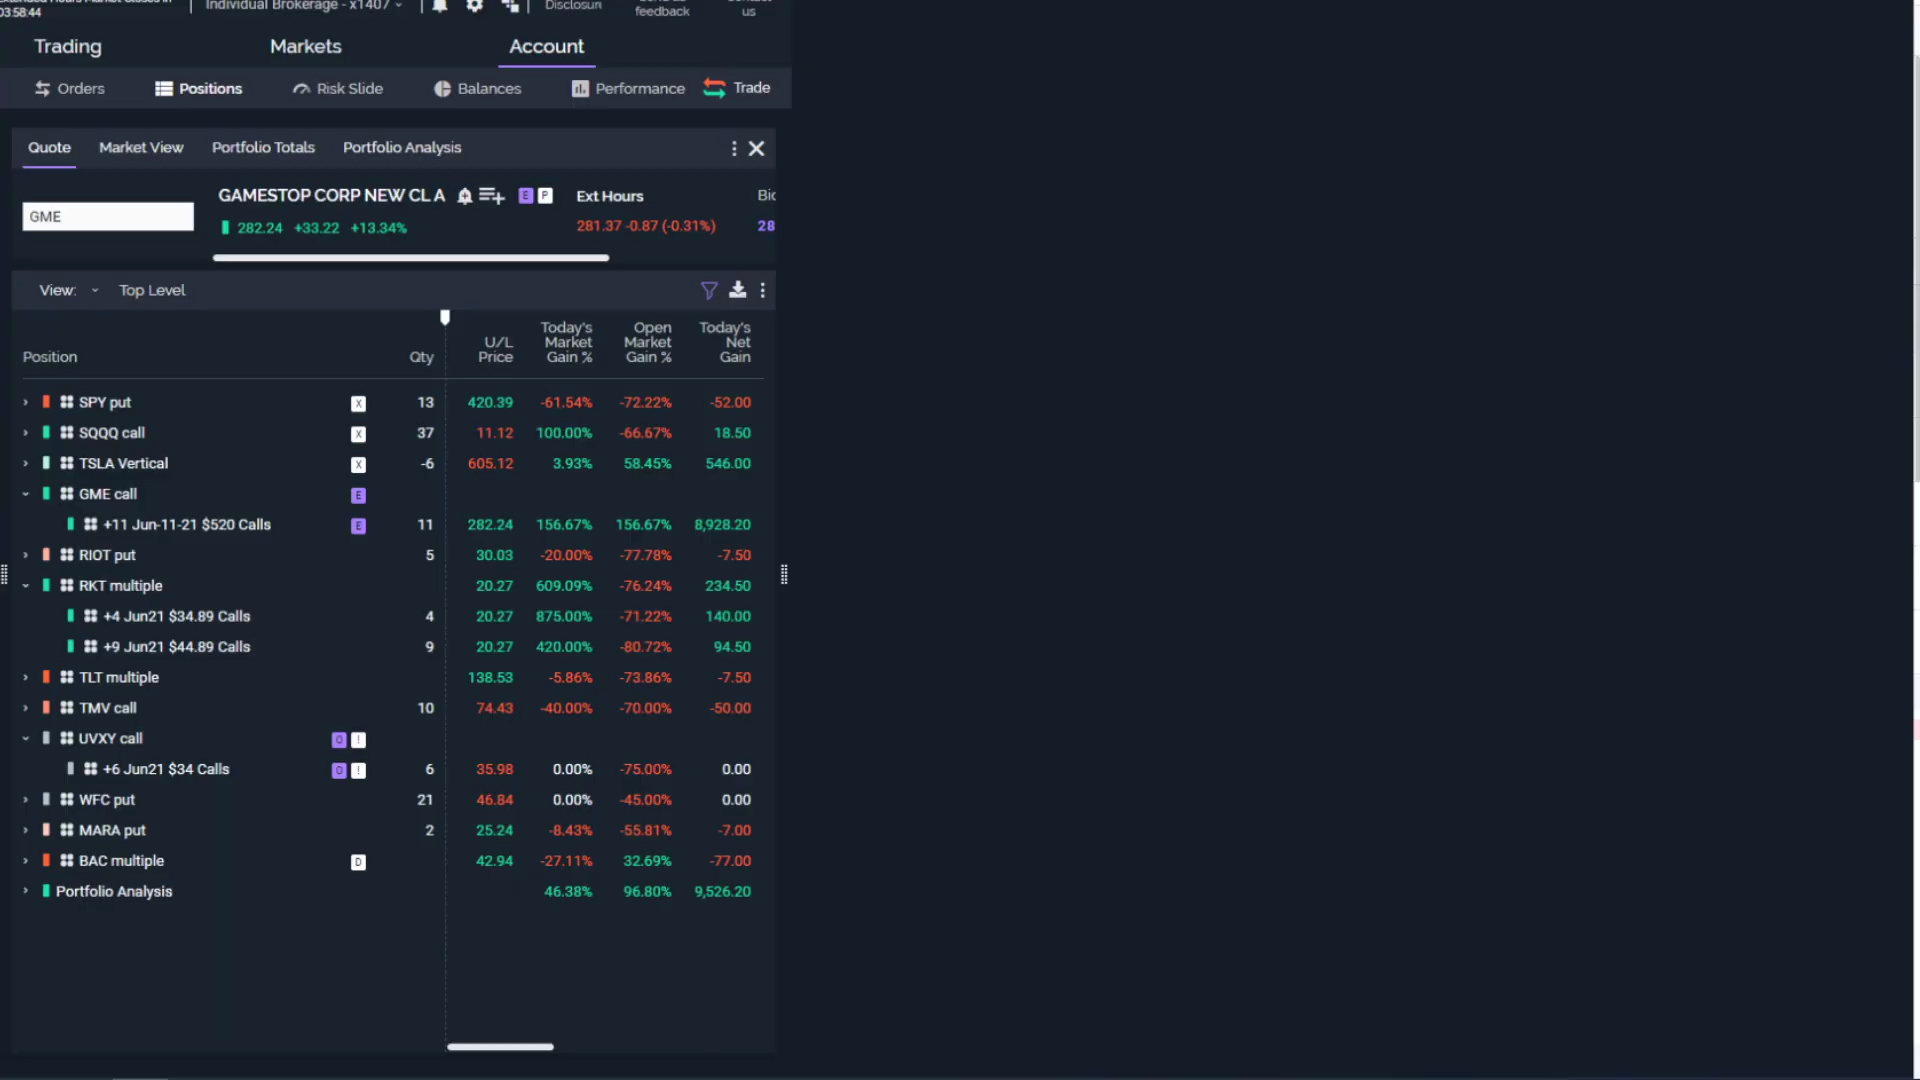 03:58:44
Individual Brokerage - x1407
feedback
us
Trading Markets Account
Orders Positions Risk Slide Balances Performance Trade
Quote Market View Portfolio Totals Portfolio Analysis
GAMESTOP CORP NEW CL A E P Ext Hours
GME
282.24 +33.22 +13.34% 281.37 -0.87 (-0.31%) 28
View: Top Level
Position Qty U/L Price Today's Market Gain % Open Market Gain % Today's Net Gain
SPY put X 13 420.39 -61.54% -72.22% -52.00
SQQQ call X 37 11.12 100.00% -66.67% 18.50
TSLA Vertical X -6 605.12 3.93% 58.45% 546.00
GME call E
+11 Jun-11-21 $520 Calls E 11 282.24 156.67% 156.67% 8,928.20
RIOT put 5 30.03 -20.00% -77.78% -7.50
RKT multiple 20.27 609.09% -76.24% 234.50
+4 Jun21 $34.89 Calls 4 20.27 875.00% -71.22% 140.00
+9 Jun21 $44.89 Calls 9 20.27 420.00% -80.72% 94.50
TLT multiple 138.53 -5.86% -73.86% -7.50
TMV call 10 74.43 -40.00% -70.00% -50.00
UVXY call !
+6 Jun21 $34 Calls ! 6 35.98 0.00% -75.00% 0.00
WFC put 21 46.84 0.00% -45.00% 0.00
MARA put 2 25.24 -8.43% -55.81% -7.00
BAC multiple D 42.94 -27.11% 32.69% -77.00
Portfolio Analysis 46.38% 96.80% 9,526.20